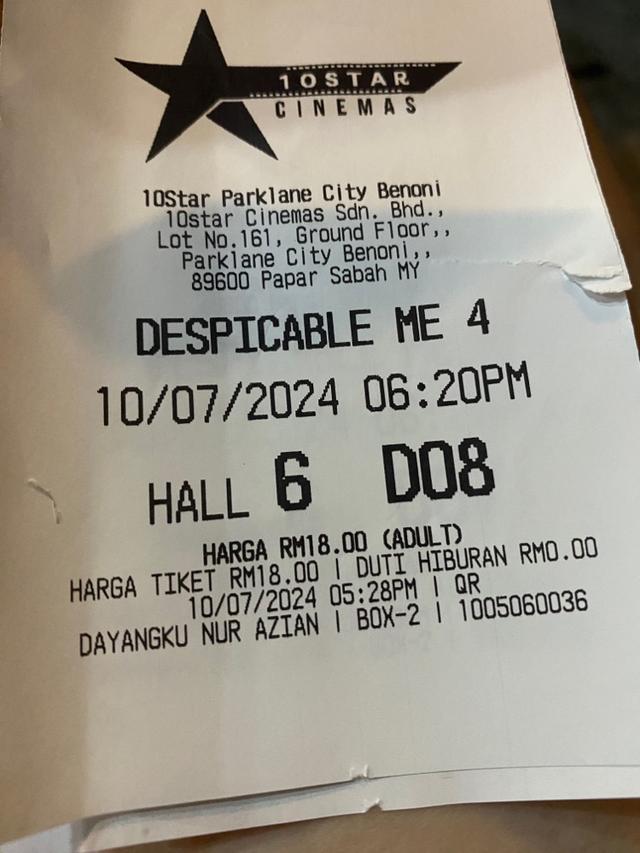 10STAR
CINEMAS
10Star Parklane City Benoni
10star Cinemas Sdn. Bhd.,
Lot No.161, Ground Floor,,
Parklane City Benoni,,
89600 Papar Sabah MY
DESPICABLE ME 4
10/07/2024 06:20PM
HALL 6 D08
HARGA RM18.00 (ADULT)
HARGA TIKET RM18.00 | DUTI HIBURAN RM0.00
10/07/2024 05:28PM | QR
DAYANGKU NUR AZIAN | BOX-2 | 1005060036